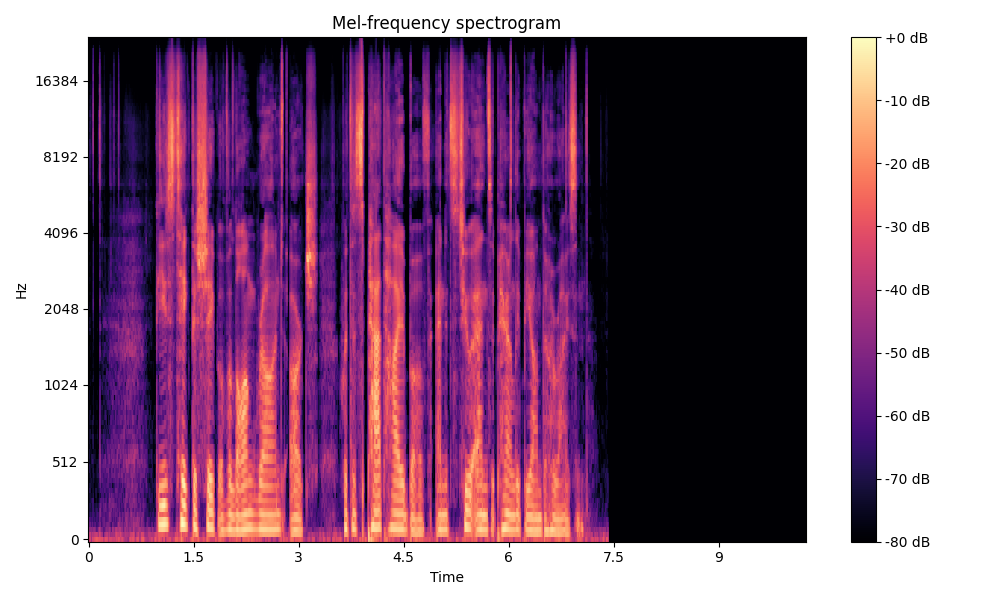 Mel-frequency spectrogram
Hz
16384
8192
4096
2048
1024
512
0
0 1.5 3 4.5 6 7.5 9
Time
+0 dB
-10 dB
-20 dB
-30 dB
-40 dB
-50 dB
-60 dB
-70 dB
-80 dB